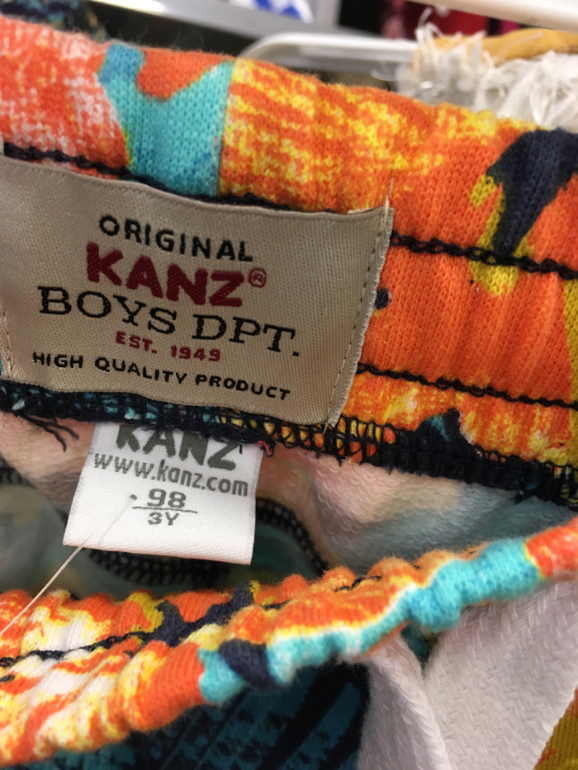 ORIGINAL
KANZ®
BOYS DPT.
EST. 1949
HIGH QUALITY PRODUCT
KANZ
www.kanz.com
98
3Y